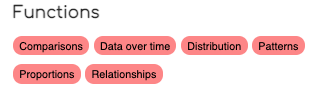 Functions
Comparisons Data over time Distribution Patterns
Proportions Relationships